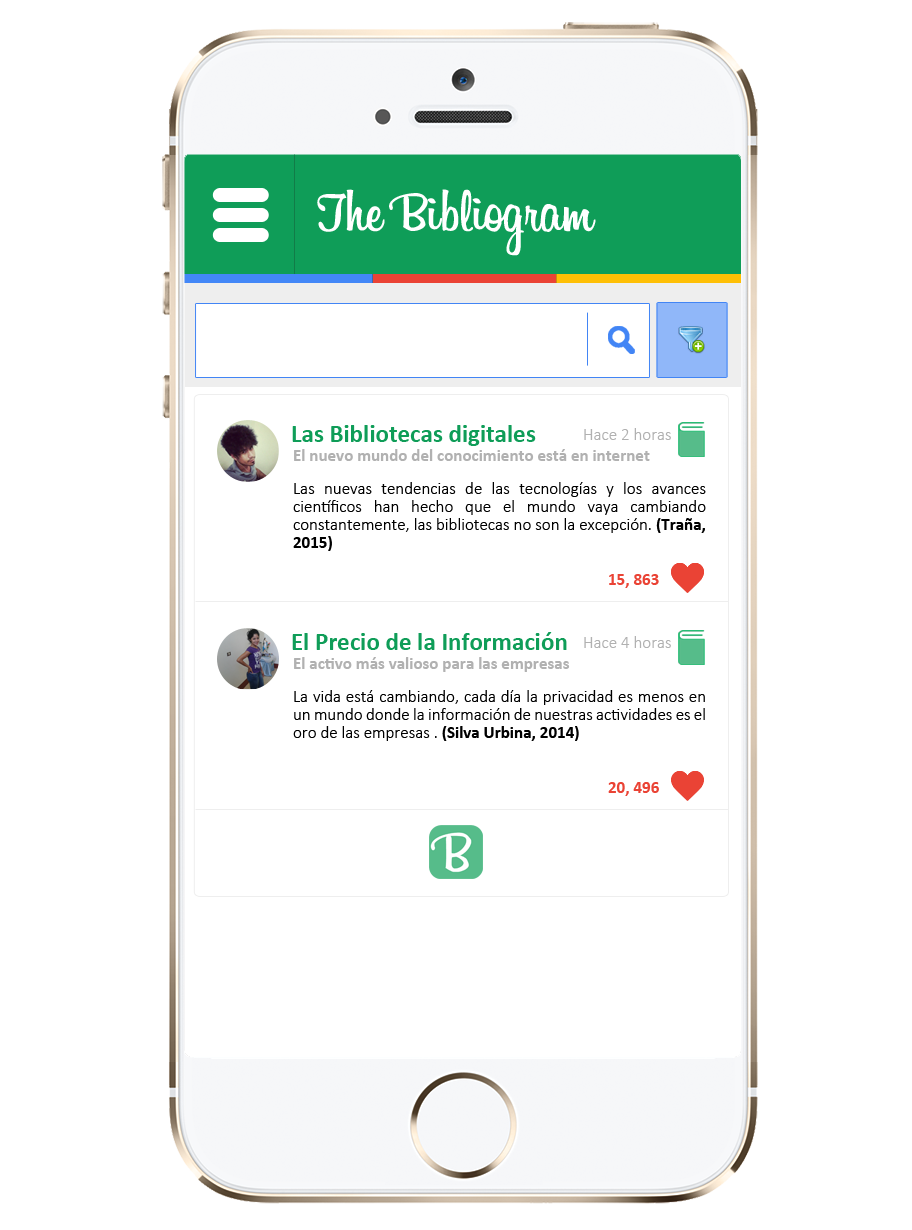 The Bibliogram
Las Bibliotecas digitales
Hace 2 horas
El nuevo mundo del conocimiento está en internet
Las nuevas tendencias de las tecnologías y los avances
científicos han hecho que el mundo vaya cambiando
constantemente, las bibliotecas no son la excepción. (Traña,
2015)
15, 863
El Precio de la Información
Hace 4 horas
El activo más valioso para las empresas
La vida está cambiando, cada día la privacidad es menos en
un mundo donde la información de nuestras actividades es el
oro de las empresas . (Silva Urbina, 2014)
20, 496
B